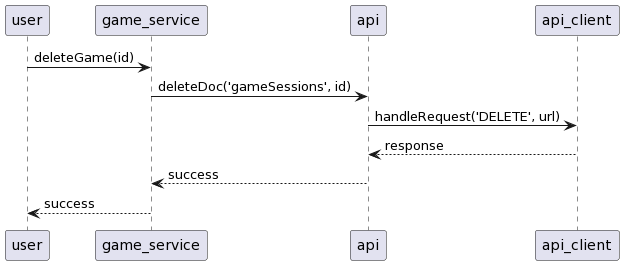 user game_service api api_client
deleteGame(id)
deleteDoc('gameSessions', id)
handleRequest('DELETE', url)
response
success
success
user game_service api api_client